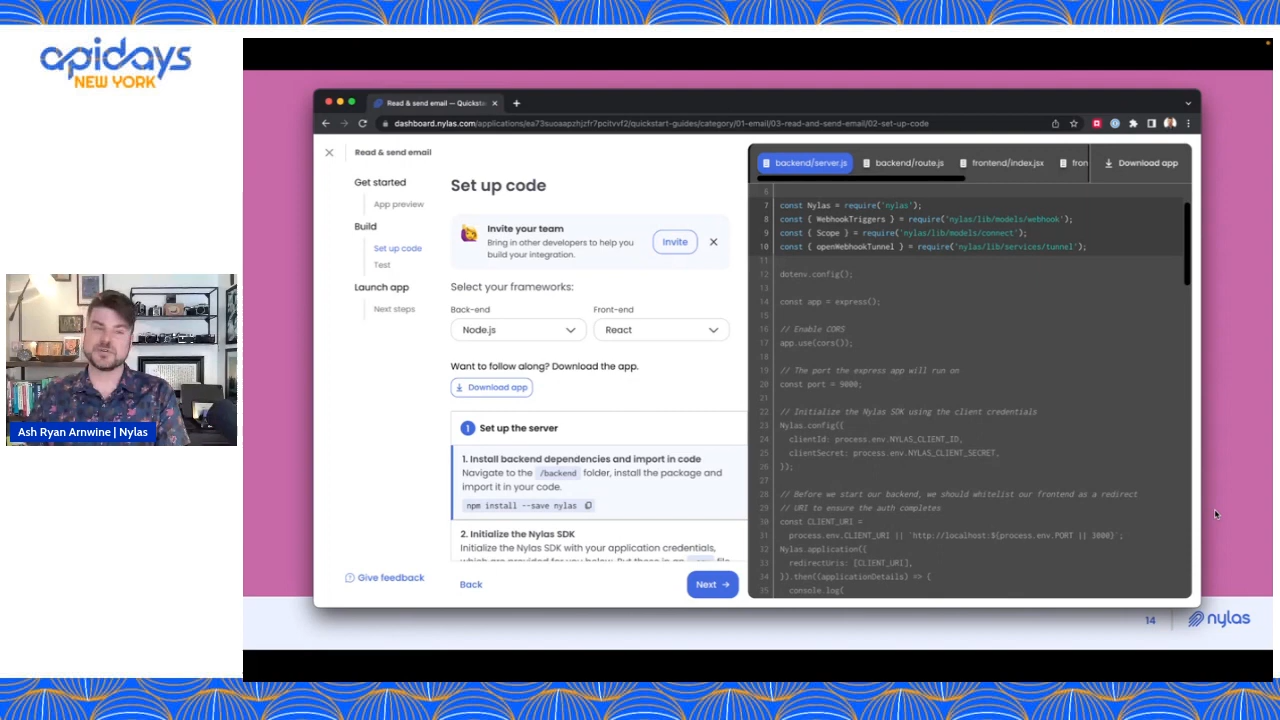 apidays
NEW YORK
Ash Ryan Arnwine | Nylas
Read & send email — Quicksta
dashboard.nylas.com/applications/ea73suoaapzhjzfr7pcitvvf2/quickstart-guides/category/01-email/03-read-and-send-email/02-set-up-code
Read & send email
Get started
App preview
Build
Set up code
Test
Launch app
Next steps
Give feedback
Set up code
Invite your team
Bring in other developers to help you
build your integration.
Invite
Select your frameworks:
Back-end
Front-end
Node.js
React
Want to follow along? Download the app.
Download app
1 Set up the server
1. Install backend dependencies and import in code
Navigate to the /backend folder, install the package and
import it in your code.
npm install --save nylas
2. Initialize the Nylas SDK
Initialize the Nylas SDK with your application credentials,
Back
Next →
backend/server.js
backend/route.js
frontend/index.jsx
fron
Download app
6
7 const Nylas = require('nylas');
8 const { WebhookTriggers } = require('nylas/lib/models/webhook');
9 const { Scope } = require('nylas/lib/models/connect');
10 const { openWebhookTunnel } = require('nylas/lib/services/tunnel');
11
12 dotenv.config();
13
14 const app = express();
15
16 // Enable CORS
17 app.use(cors());
18
19 // The port the express app will run on
20 const port = 9000;
21
22 // Initialize the Nylas SDK using the client credentials
23 Nylas.config({
24 clientId: process.env.NYLAS_CLIENT_ID,
25 clientSecret: process.env.NYLAS_CLIENT_SECRET,
26 });
27
28 // Before we start our backend, we should whitelist our frontend as a redirect
29 // URI to ensure the auth completes
30 const CLIENT_URI =
31 process.env.CLIENT_URI || `http://localhost:${process.env.PORT || 3000}`;
32 Nylas.application({
33 redirectUris: [CLIENT_URI],
34 }).then((applicationDetails) => {
35 console.log(
14
nylas